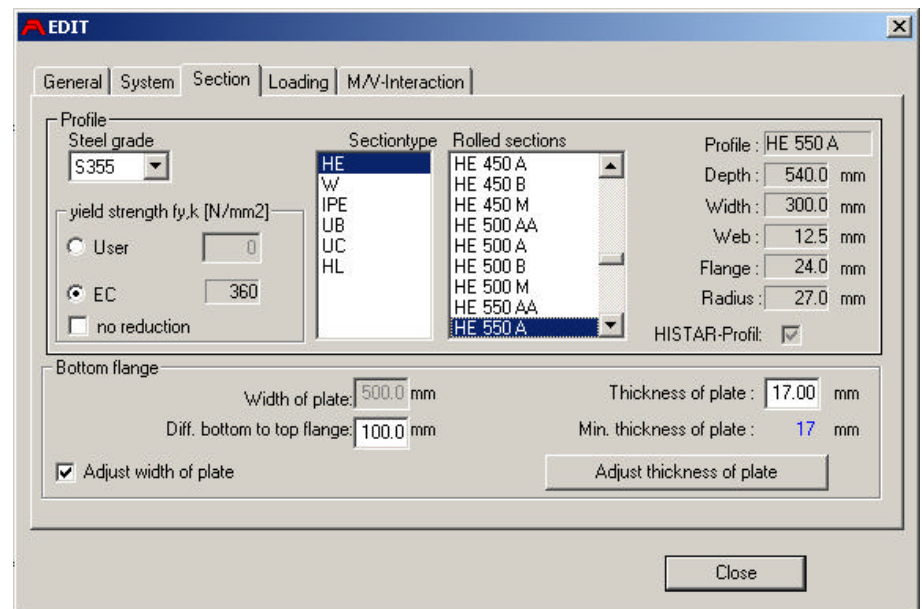 EDIT
General System Section Loading M/V-Interaction
Profile
Steel grade
S355
yield strength fy,k [N/mm2]
User 0
EC 360
no reduction
Sectiontype
HE
W
IPE
UB
UC
HL
Rolled sections
HE 450 A
HE 450 B
HE 450 M
HE 500 AA
HE 500 A
HE 500 B
HE 500 M
HE 550 AA
HE 550 A
Profile : HE 550 A
Depth : 540.0 mm
Width : 300.0 mm
Web : 12.5 mm
Flange : 24.0 mm
Radius : 27.0 mm
HISTAR-Profil:
Bottom flange
Width of plate: 500.0 mm
Diff. bottom to top flange: 100.0 mm
Adjust width of plate
Thickness of plate : 17.00 mm
Min. thickness of plate : 17 mm
Adjust thickness of plate
Close